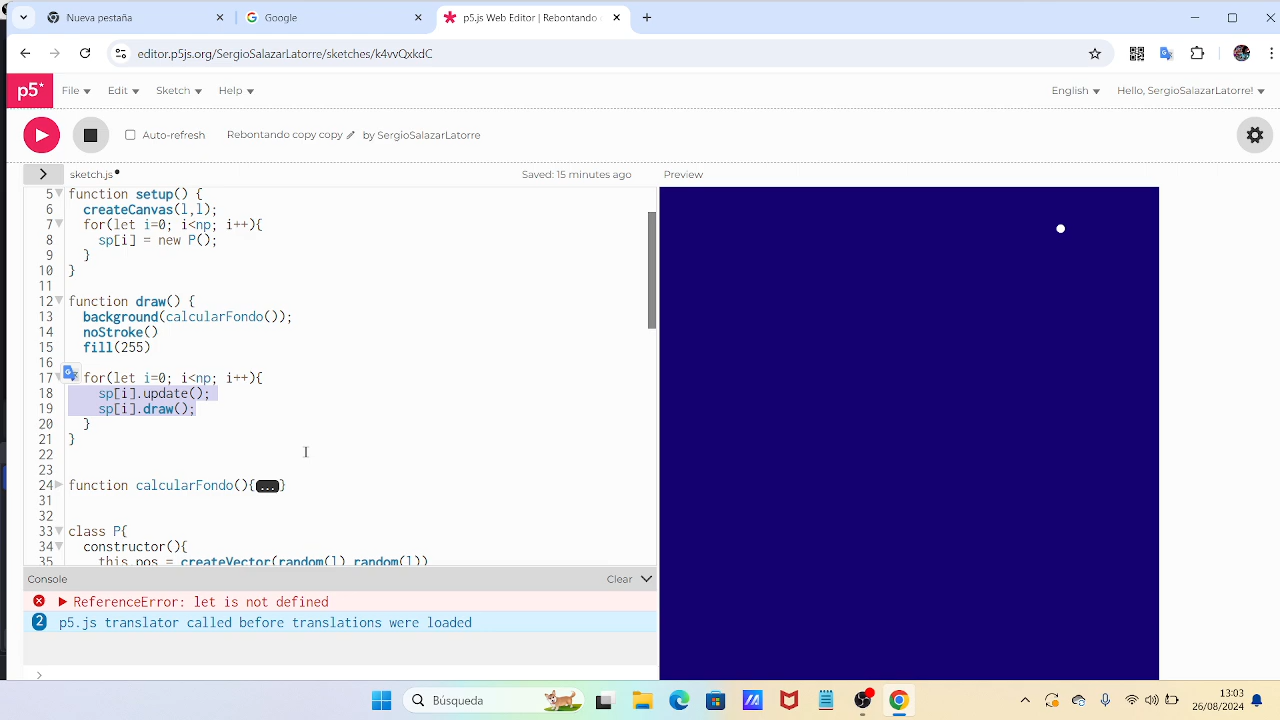 Nueva pestaña
Google
p5.js Web Editor | Rebontando
editor.p5js.org/SergioSalazarLatorre/sketches/k4vvQxkdC
p5*
File Edit Sketch Help
English Hello, SergioSalazarLatorre!
Auto-refresh Rebontando copy copy by SergioSalazarLatorre
> sketch.js• Saved: 15 minutes ago Preview
5 function setup() {
6 createCanvas(l,l);
7 for(let i=0; i<np; i++){
8 sp[i] = new P();
9 }
10 }
11
12 function draw() {
13 background(calcularFondo());
14 noStroke()
15 fill(255)
16
17 for(let i=0; i<np; i++){
18 sp[i].update();
19 sp[i].draw();
20 }
21 }
22
23
24 function calcularFondo(){...}
31
32
33 class P{
34 constructor(){
35 this.pos = createVector(random(l),random(l))
Console Clear
ReferenceError: let is not defined
2 p5.js translator called before translations were loaded
>
Búsqueda
13:03
26/08/2024